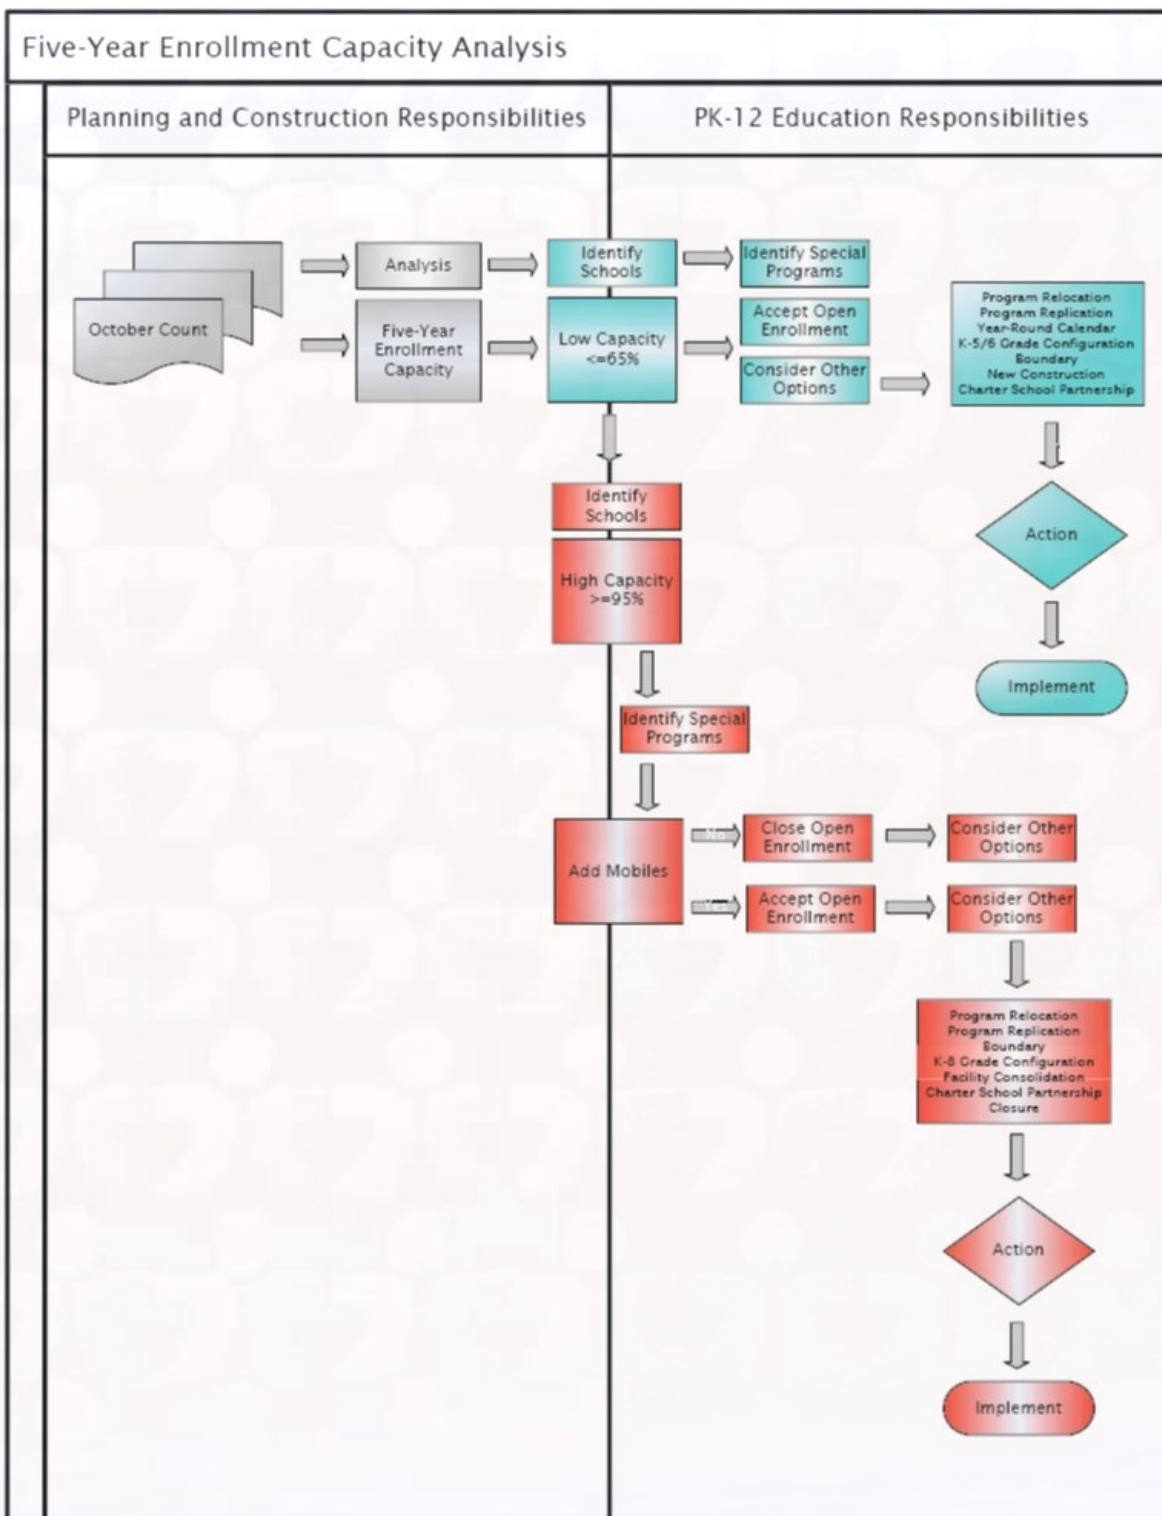 Five-Year Enrollment Capacity Analysis
Planning and Construction Responsibilities
PK-12 Education Responsibilities
October Count
Analysis
Five-Year
Enrollment
Capacity
Identify
Schools
Low Capacity
<=65%
Identify Special
Programs
Accept Open
Enrollment
Consider Other
Options
Program Relocation
Program Replication
Year-Round Calendar
K-5/6 Grade Configuration
Boundary
New Construction
Charter School Partnership
Action
Implement
Identify
Schools
High Capacity
>=95%
Identify Special
Programs
Add Mobiles
No
Close Open
Enrollment
Consider Other
Options
Yes
Accept Open
Enrollment
Consider Other
Options
Program Relocation
Program Replication
Boundary
K-8 Grade Configuration
Facility Consolidation
Charter School Partnership
Closure
Action
Implement